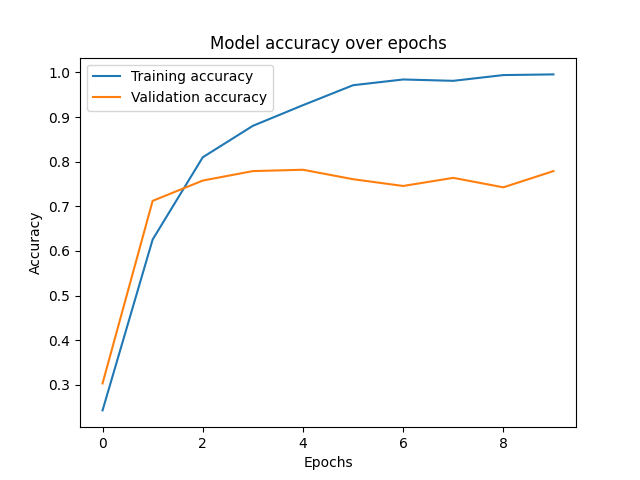 Model accuracy over epochs
Training accuracy
Validation accuracy
Accuracy
1.0
0.9
0.8
0.7
0.6
0.5
0.4
0.3
0 2 4 6 8
Epochs